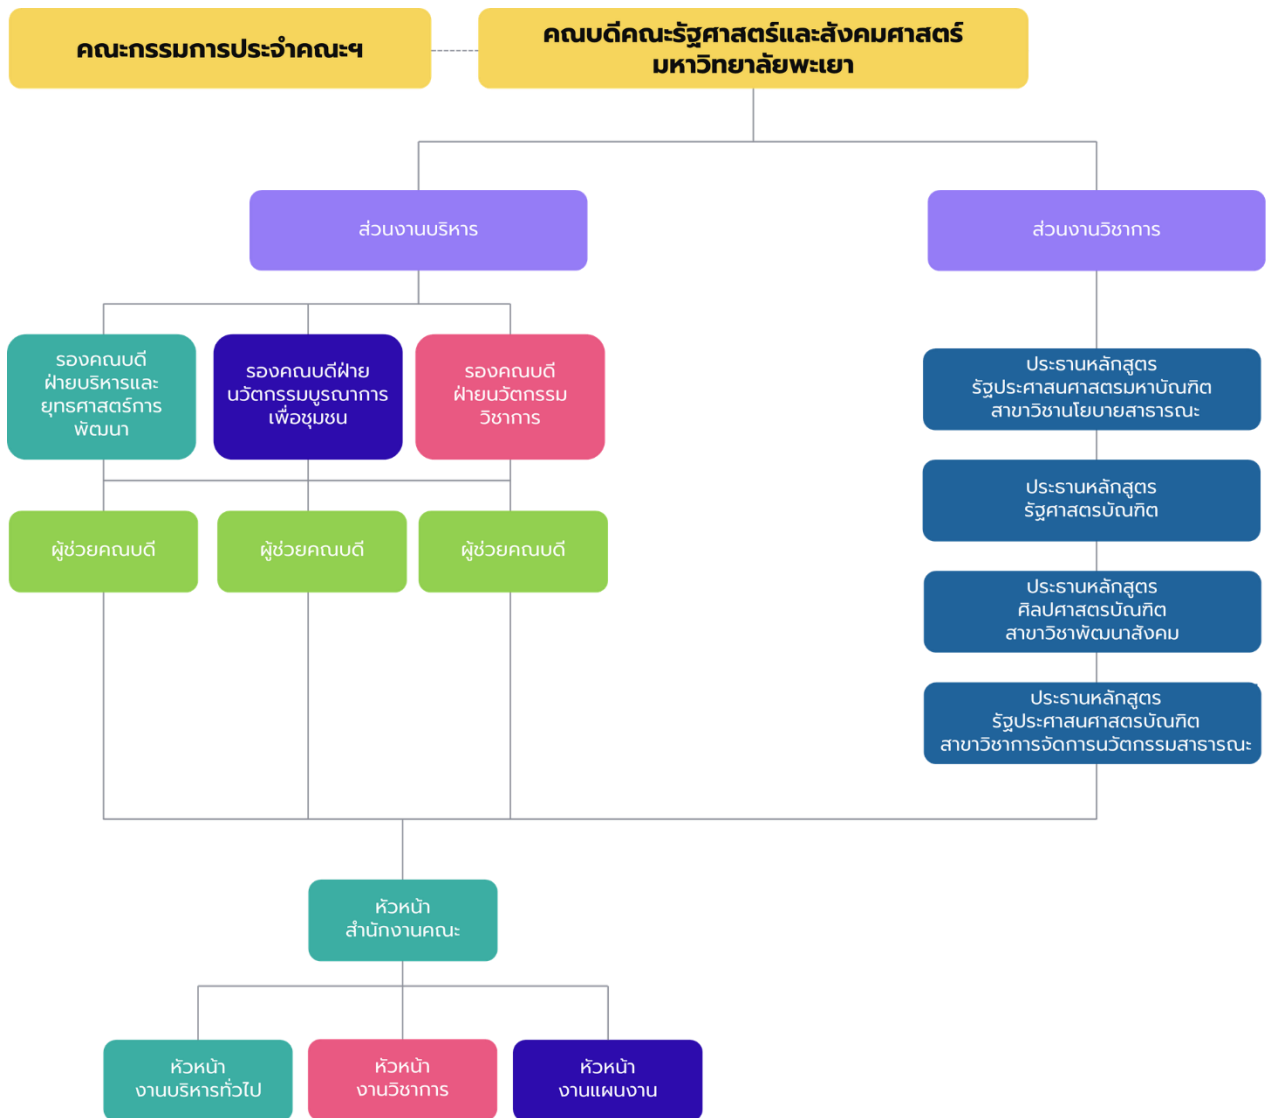 คณะกรรมการประจำคณะฯ
คณบดีคณะรัฐศาสตร์และสังคมศาสตร์
มหาวิทยาลัยพะเยา
ส่วนงานบริหาร
ส่วนงานวิชาการ
รองคณบดี
ฝ่ายบริหารและ
ยุทธศาสตร์การ
พัฒนา
รองคณบดีฝ่าย
นวัตกรรมบูรณาการ
เพื่อชุมชน
รองคณบดี
ฝ่ายนวัตกรรม
วิชาการ
ประธานหลักสูตร
รัฐประศาสนศาสตรมหาบัณฑิต
สาขาวิชานโยบายสาธารณะ
ประธานหลักสูตร
รัฐศาสตรบัณฑิต
ผู้ช่วยคณบดี
ผู้ช่วยคณบดี
ผู้ช่วยคณบดี
ประธานหลักสูตร
ศิลปศาสตรบัณฑิต
สาขาวิชาพัฒนาสังคม
ประธานหลักสูตร
รัฐประศาสนศาสตรบัณฑิต
สาขาวิชาการจัดการนวัตกรรมสาธารณะ
หัวหน้า
สำนักงานคณะ
หัวหน้า
งานบริหารทั่วไป
หัวหน้า
งานวิชาการ
หัวหน้า
งานแผนงาน